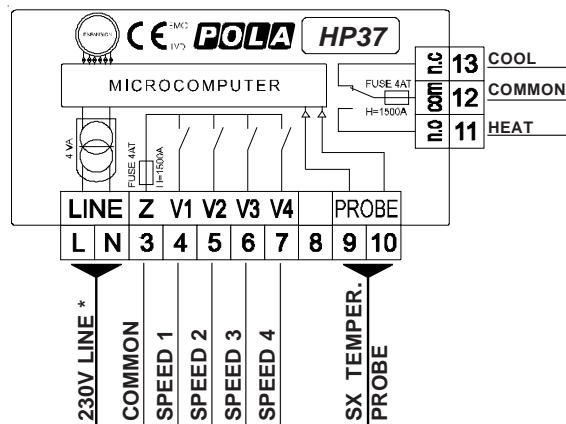 EXPANSION
CE EMC
LVD
POLA
HP37
MICROCOMPUTER
4 VA
FUSE 4AT
H=1500A
FUSE 4AT
H=1500A
n.c 13 COOL
com 12 COMMON
n.o 11 HEAT
LINE Z V1 V2 V3 V4 PROBE
L N 3 4 5 6 7 8 9 10
230V LINE *
COMMON
SPEED 1
SPEED 2
SPEED 3
SPEED 4
SX TEMPER.
PROBE